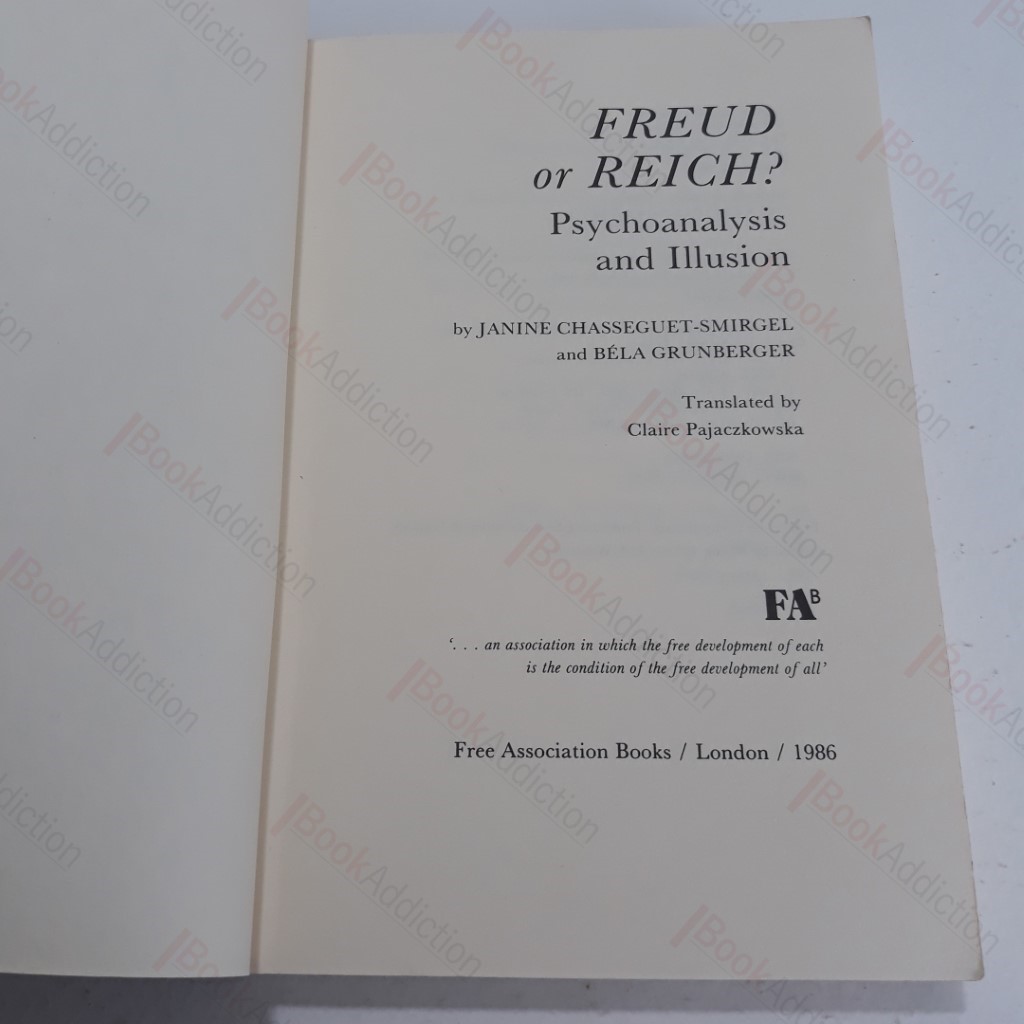 FREUD
or REICH?
Psychoanalysis
and Illusion
by JANINE CHASSEGUET-SMIRGEL
and BÉLA GRUNBERGER
Translated by
Claire Pajaczkowska
FAB
‘. . . an association in which the free development of each
is the condition of the free development of all’
Free Association Books / London / 1986
BookAddiction